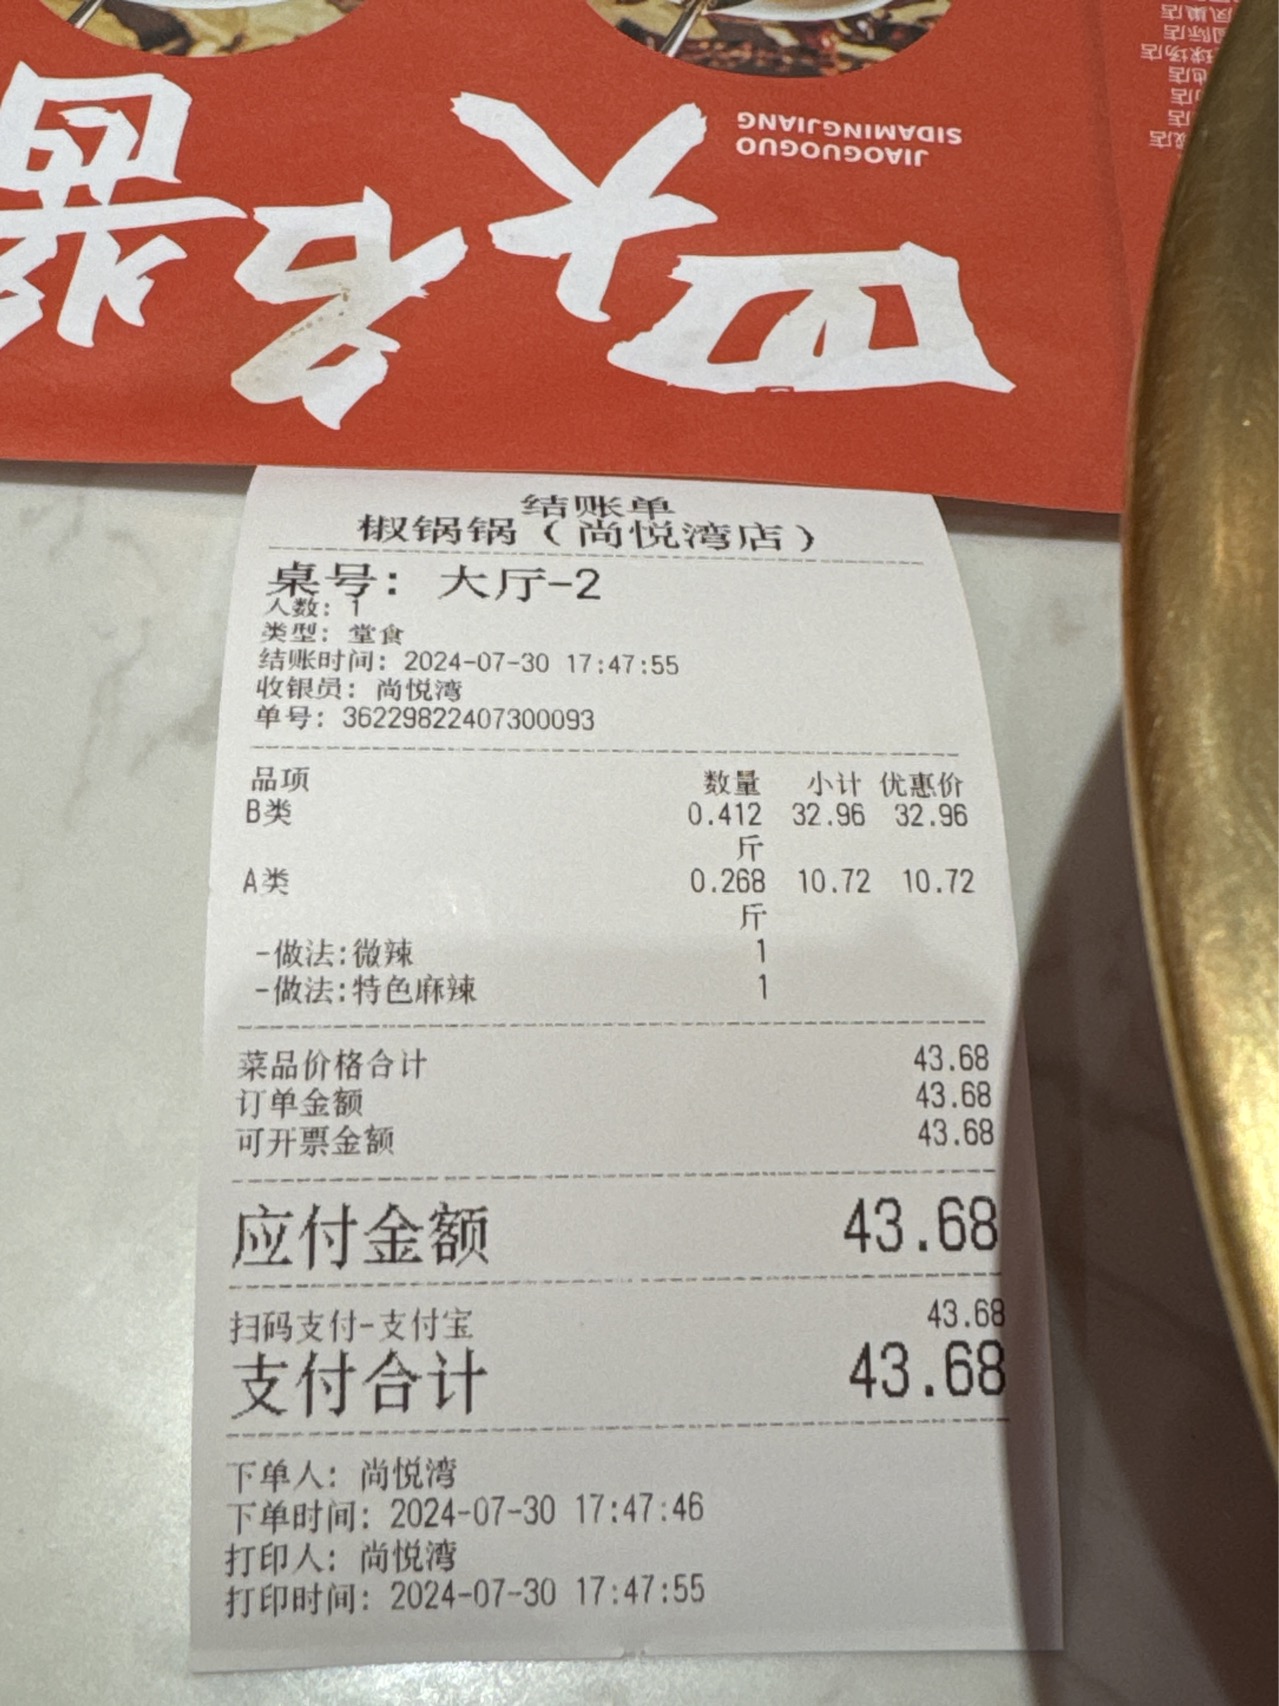 JIAOGUOGUO
SIDAMINGJIANG
四大名
结账单
椒锅锅（尚悦湾店）
桌号：大厅-2
人数：1
类型：堂食
结账时间：2024-07-30 17:47:55
收银员：尚悦湾
单号：36229822407300093
品项 数量 小计 优惠价
B类 0.412 32.96 32.96
斤
A类 0.268 10.72 10.72
斤
-做法:微辣 1
-做法:特色麻辣 1
菜品价格合计 43.68
订单金额 43.68
可开票金额 43.68
应付金额 43.68
扫码支付-支付宝 43.68
支付合计 43.68
下单人：尚悦湾
下单时间：2024-07-30 17:47:46
打印人：尚悦湾
打印时间：2024-07-30 17:47:55